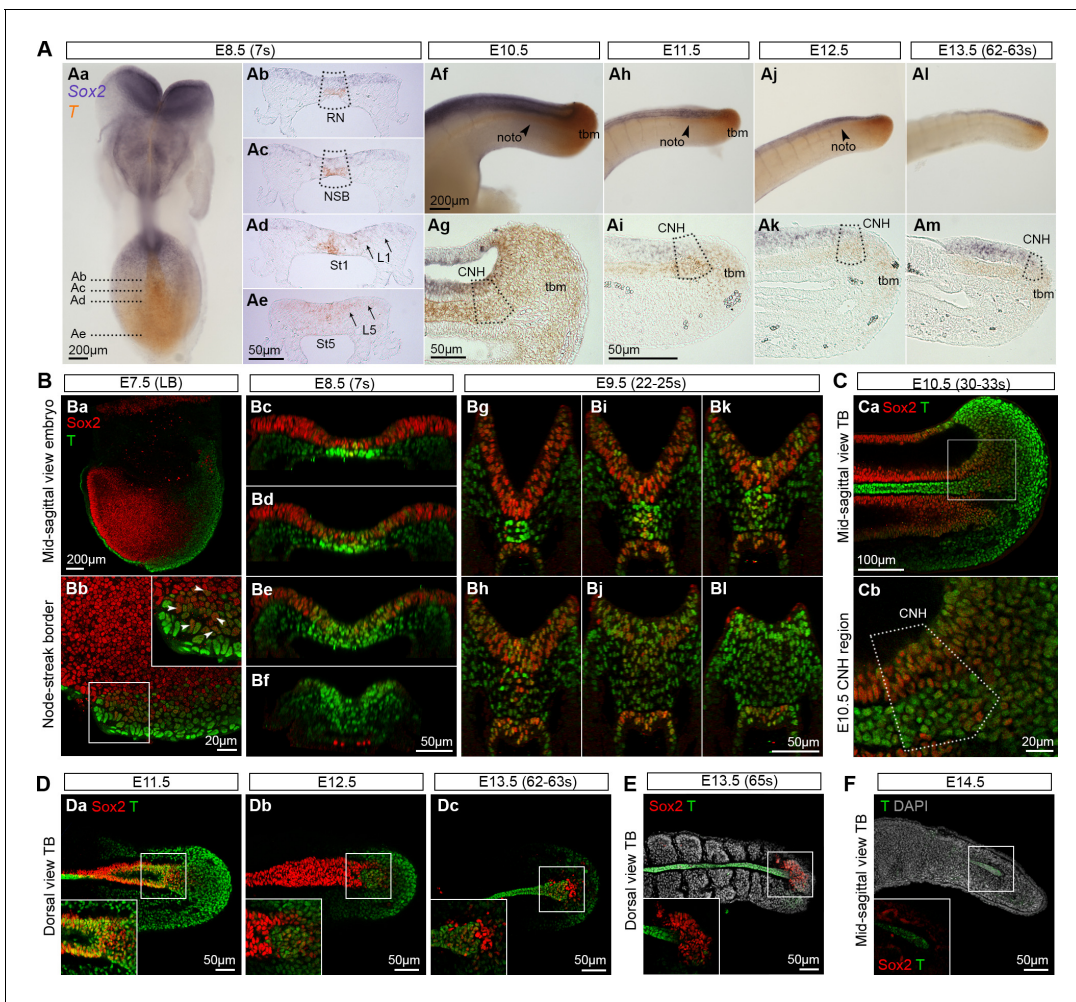 A
E8.5 (7s)
E10.5
E11.5
E12.5
E13.5 (62-63s)
Aa
Sox2
T
Ab
Ac
Ad
Ae
200µm
Ab
RN
Ac
NSB
Ad
St1
L1
Ae
St5
L5
50µm
Af
noto
tbm
200µm
Ah
noto
tbm
Aj
noto
tbm
Al
Ag
CNH
tbm
50µm
Ai
CNH
tbm
50µm
Ak
CNH
tbm
Am
CNH
tbm
B
E7.5 (LB)
E8.5 (7s)
E9.5 (22-25s)
C
E10.5 (30-33s)
Mid-sagittal view embryo
Ba
Sox2
T
200µm
Bc
Bd
Bg
Bi
Bk
Mid-sagittal view TB
Ca Sox2 T
100µm
Node-streak border
Bb
20µm
Be
Bf
50µm
Bh
Bj
Bl
50µm
E10.5 CNH region
Cb
CNH
20µm
D
E11.5
E12.5
E13.5 (62-63s)
E
E13.5 (65s)
F
E14.5
Dorsal view TB
Da Sox2 T
50µm
Db
50µm
Dc
50µm
Dorsal view TB
Sox2 T
50µm
Mid-sagittal view TB
T DAPI
Sox2 T
50µm